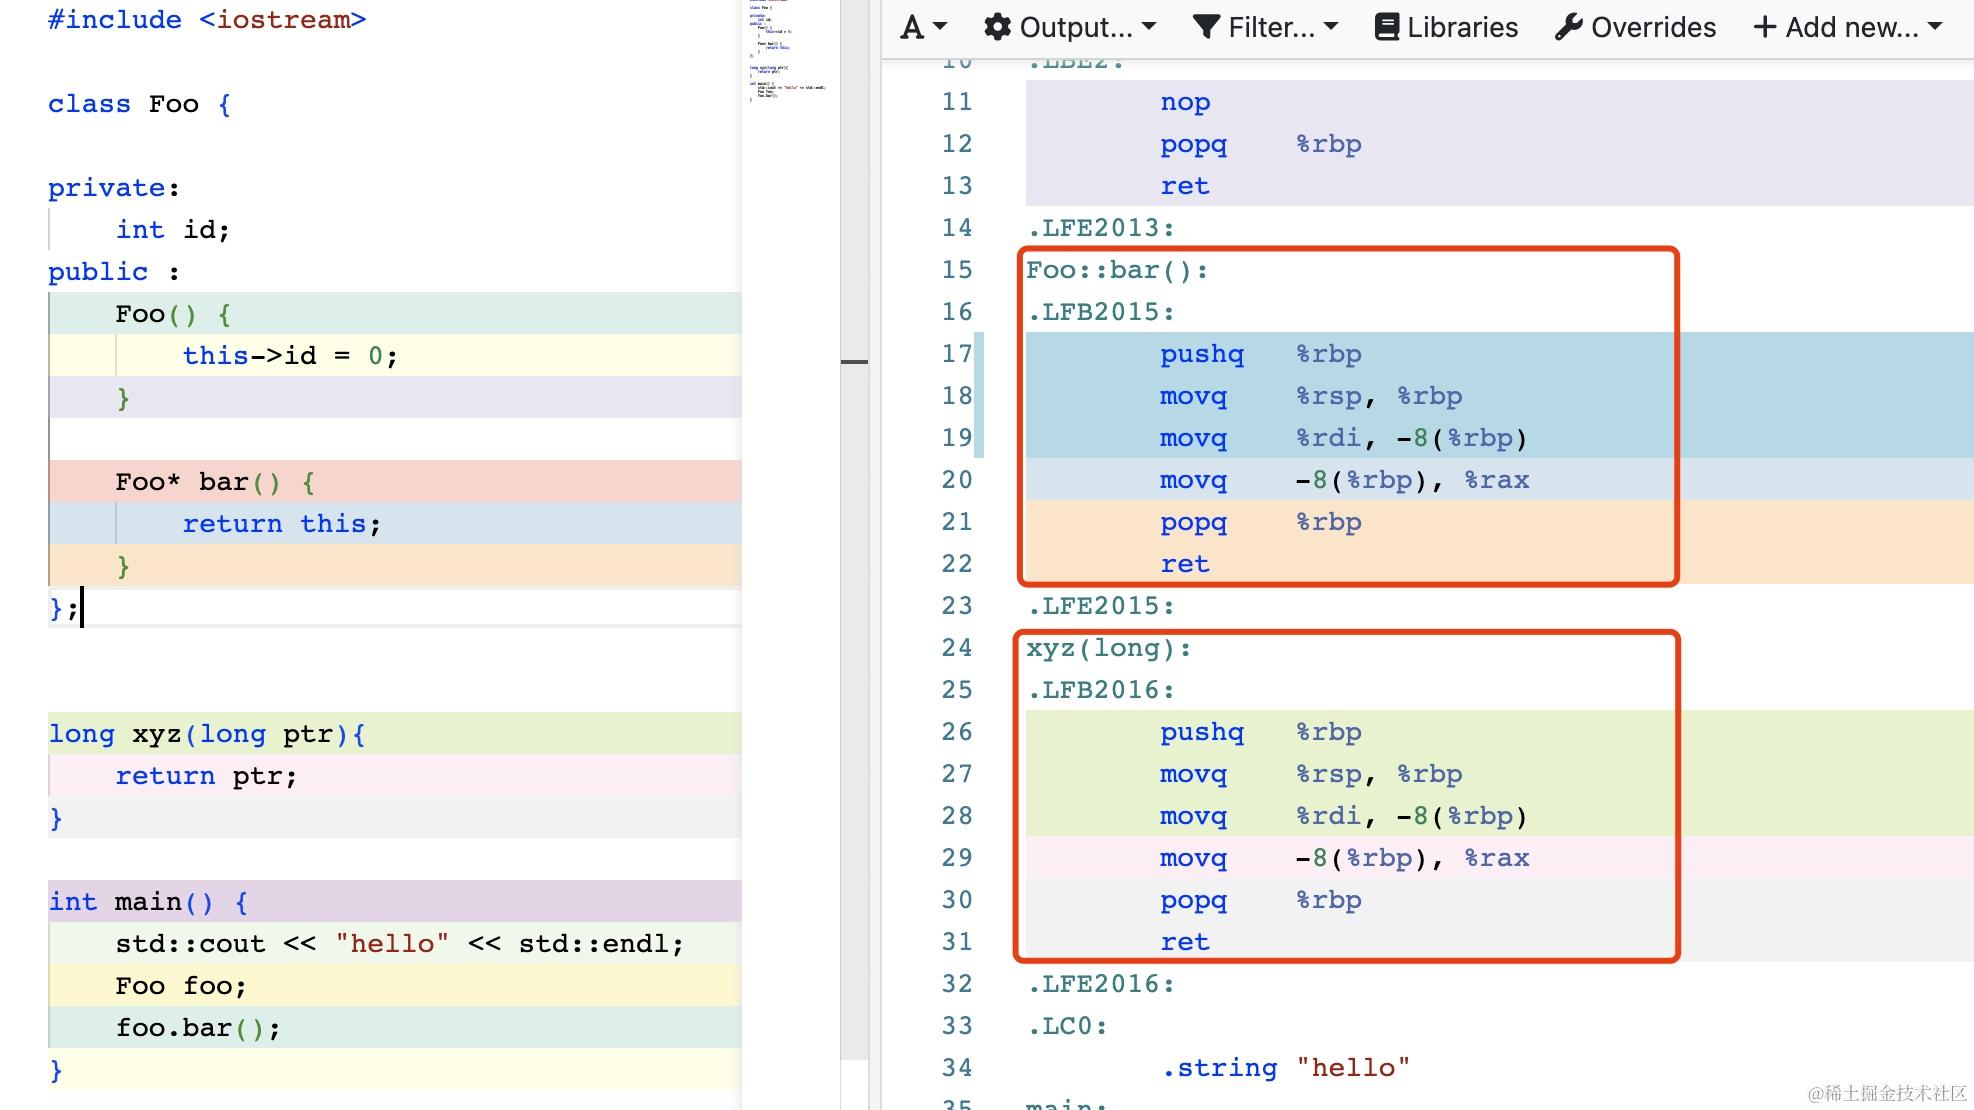 #include <iostream>
class Foo {
private:
    int id;
public :
    Foo() {
        this->id = 0;
    }
    Foo* bar() {
        return this;
    }
};
long xyz(long ptr){
    return ptr;
}
int main() {
    std::cout << "hello" << std::endl;
    Foo foo;
    foo.bar();
}
A Output... Filter... Libraries Overrides + Add new...
10 .LBE2:
11 nop
12 popq %rbp
13 ret
14 .LFE2013:
15 Foo::bar():
16 .LFB2015:
17 pushq %rbp
18 movq %rsp, %rbp
19 movq %rdi, -8(%rbp)
20 movq -8(%rbp), %rax
21 popq %rbp
22 ret
23 .LFE2015:
24 xyz(long):
25 .LFB2016:
26 pushq %rbp
27 movq %rsp, %rbp
28 movq %rdi, -8(%rbp)
29 movq -8(%rbp), %rax
30 popq %rbp
31 ret
32 .LFE2016:
33 .LC0:
34 .string "hello"
35 main:
@稀土掘金技术社区